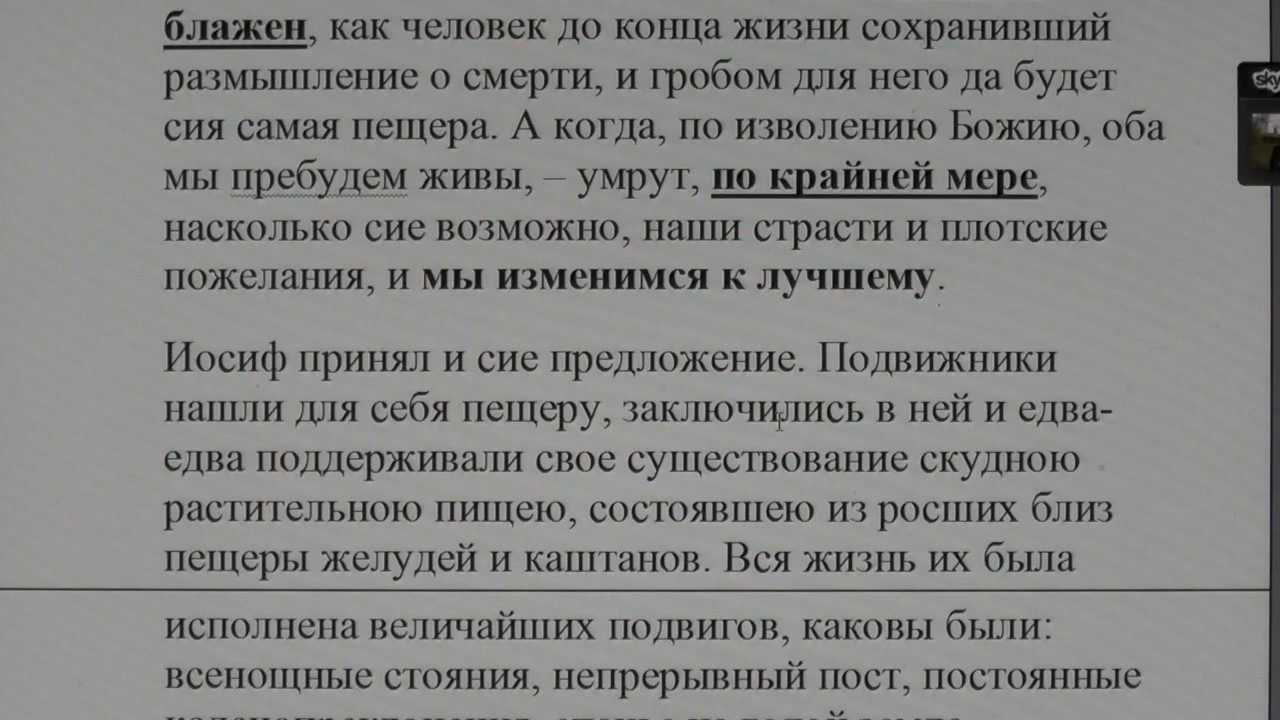 блажен, как человек до конца жизни сохранивший
размышление о смерти, и гробом для него да будет
сия самая пещера. А когда, по изволению Божию, оба
мы пребудем живы, – умрут, по крайней мере,
насколько сие возможно, наши страсти и плотские
пожелания, и мы изменимся к лучшему.
Иосиф принял и сие предложение. Подвижники
нашли для себя пещеру, заключились в ней и едва-
едва поддерживали свое существование скудною
растительною пищею, состоявшею из росших близ
пещеры желудей и каштанов. Вся жизнь их была
исполнена величайших подвигов, каковы были:
всенощные стояния, непрерывный пост, постоянные
sky